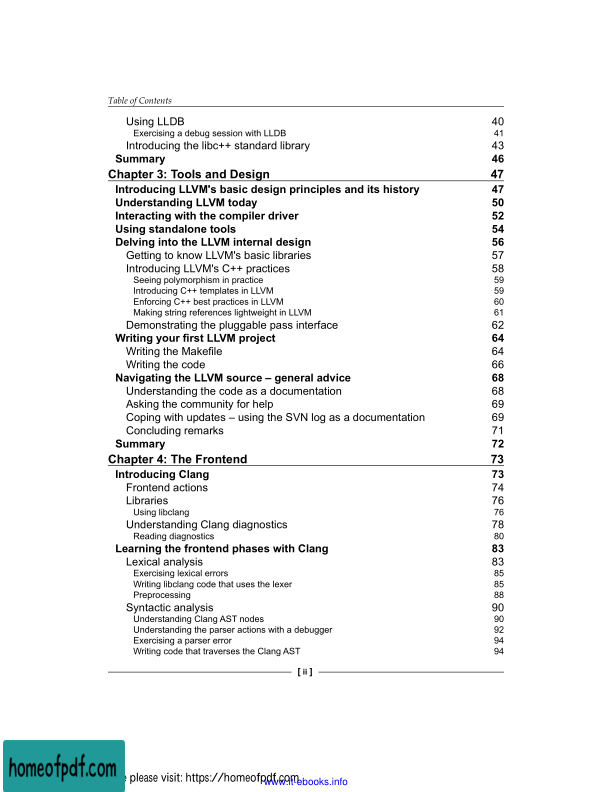 Table of Contents
Using LLDB 40
Exercising a debug session with LLDB 41
Introducing the libc++ standard library 43
Summary 46
Chapter 3: Tools and Design 47
Introducing LLVM's basic design principles and its history 47
Understanding LLVM today 50
Interacting with the compiler driver 52
Using standalone tools 54
Delving into the LLVM internal design 56
Getting to know LLVM's basic libraries 57
Introducing LLVM's C++ practices 58
Seeing polymorphism in practice 59
Introducing C++ templates in LLVM 59
Enforcing C++ best practices in LLVM 60
Making string references lightweight in LLVM 61
Demonstrating the pluggable pass interface 62
Writing your first LLVM project 64
Writing the Makefile 64
Writing the code 66
Navigating the LLVM source – general advice 68
Understanding the code as a documentation 68
Asking the community for help 69
Coping with updates – using the SVN log as a documentation 69
Concluding remarks 71
Summary 72
Chapter 4: The Frontend 73
Introducing Clang 73
Frontend actions 74
Libraries 76
Using libclang 76
Understanding Clang diagnostics 78
Reading diagnostics 80
Learning the frontend phases with Clang 83
Lexical analysis 83
Exercising lexical errors 85
Writing libclang code that uses the lexer 85
Preprocessing 88
Syntactic analysis 90
Understanding Clang AST nodes 90
Understanding the parser actions with a debugger 92
Exercising a parser error 94
Writing code that traverses the Clang AST 94
[ ii ]
homeofpdf.com
please visit: https://homeofpdf.com
www.it-ebooks.info